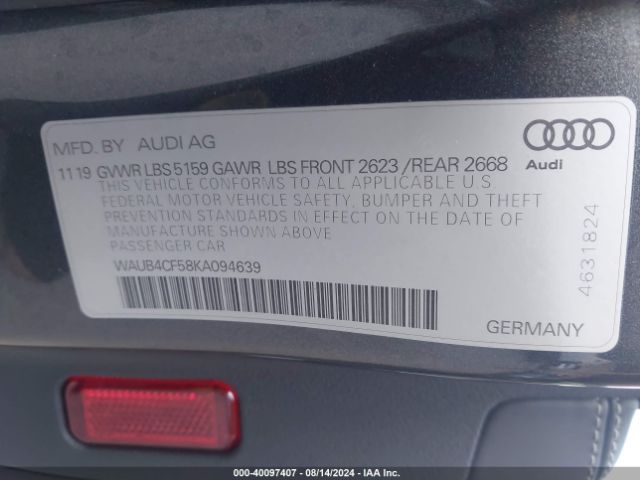 MFD. BY AUDI AG
11 19 GVWR LBS 5159 GAWR LBS FRONT 2623 /REAR 2668
THIS VEHICLE CONFORMS TO ALL APPLICABLE U.S
FEDERAL MOTOR VEHICLE SAFETY, BUMPER AND THEFT
PREVENTION STANDARDS IN EFFECT ON THE DATE OF
MANUFACTURE SHOWN ABOVE
PASSENGER CAR
WAUB4CF58KA094639
Audi
4631824
GERMANY
000-40097407 - 08/14/2024 - IAA Inc.